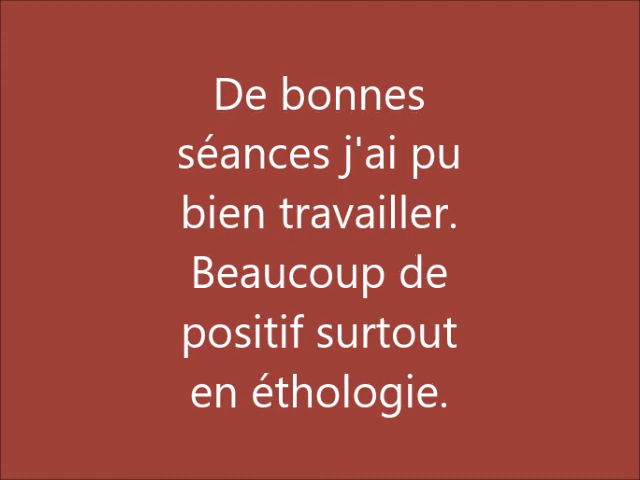 De bonnes
séances j'ai pu
bien travailler.
Beaucoup de
positif surtout
en éthologie.